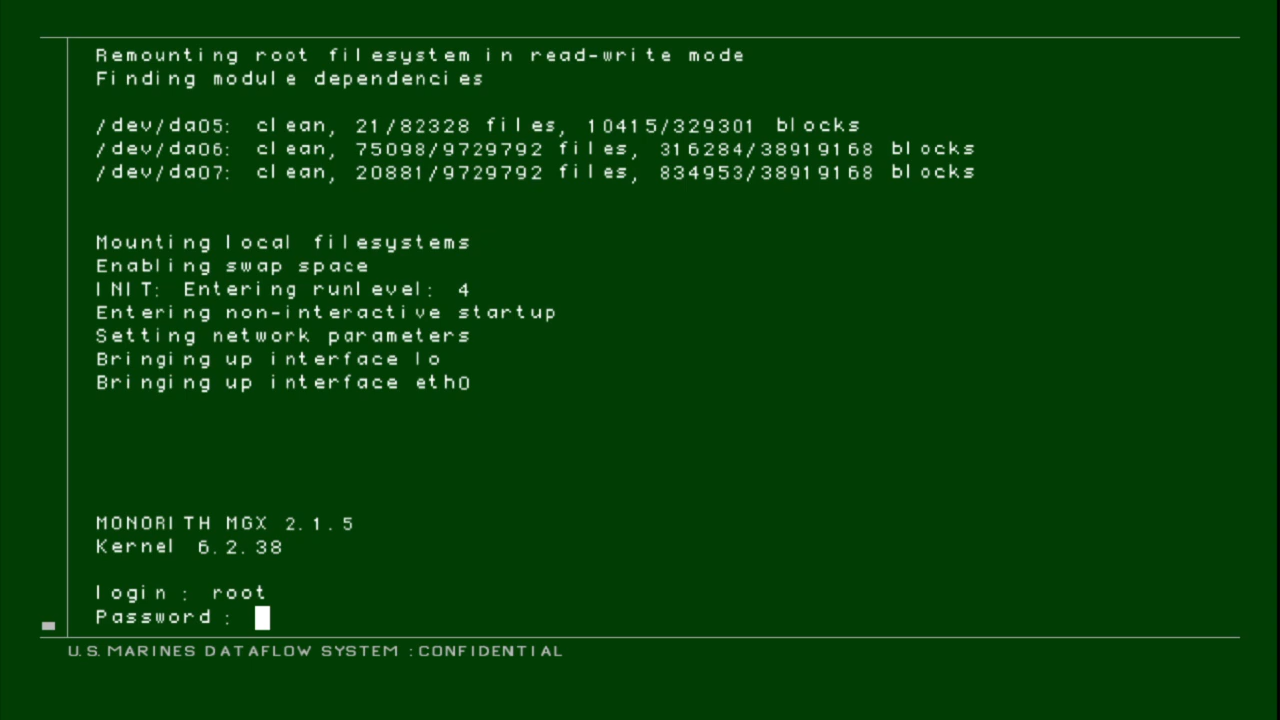 Remounting root filesystem in read-write mode
Finding module dependencies
/dev/da05: clean, 21/82328 files, 10415/329301 blocks
/dev/da06: clean, 75098/9729792 files, 316284/38919168 blocks
/dev/da07: clean, 20881/9729792 files, 834953/38919168 blocks
Mounting local filesystems
Enabling swap space
INIT: Entering runlevel: 4
Entering non-interactive startup
Setting network parameters
Bringing up interface lo
Bringing up interface eth0
MONORITH MGX 2.1.5
Kernel 6.2.38
login : root
Password :
U.S.MARINES DATAFLOW SYSTEM :CONFIDENTIAL